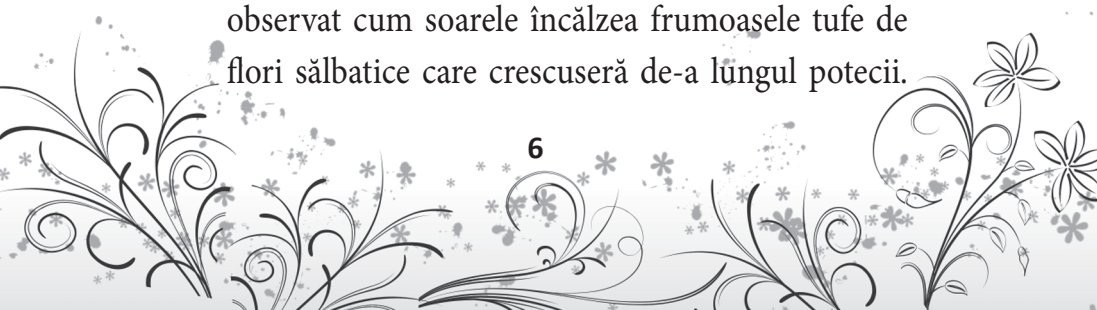 observat cum soarele încălzea frumoasele tufe de
flori sălbatice care crescuseră de-a lungul potecii.
6